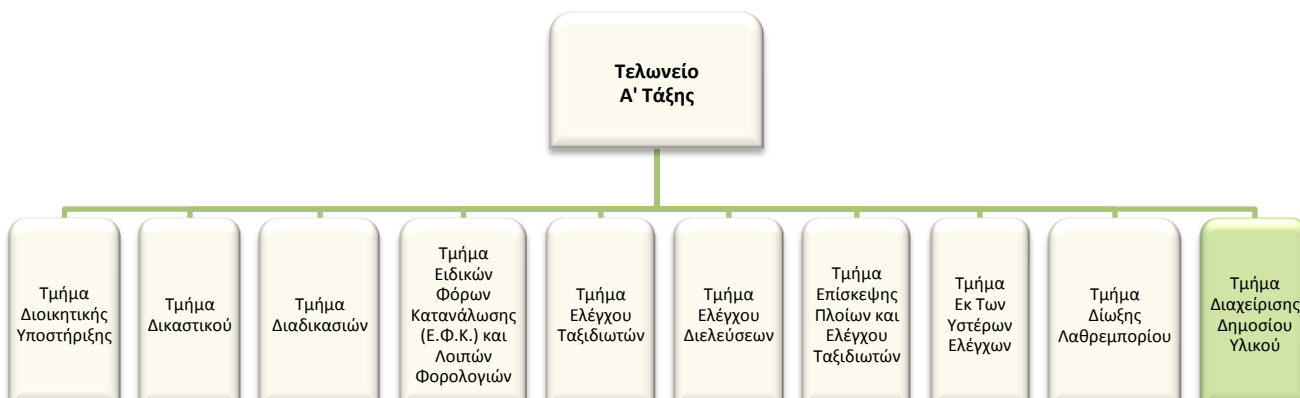 Τελωνείο
Α' Τάξης
Τμήμα
Διοικητικής
Υποστήριξης
Τμήμα
Δικαστικού
Τμήμα
Διαδικασιών
Τμήμα
Ειδικών
Φόρων
Κατανάλωσης
(Ε.Φ.Κ.) και
Λοιπών
Φορολογιών
Τμήμα
Ελέγχου
Ταξιδιωτών
Τμήμα
Ελέγχου
Διελεύσεων
Τμήμα
Επίσκεψης
Πλοίων και
Ελέγχου
Ταξιδιωτών
Τμήμα
Εκ Των
Υστέρων
Ελέγχων
Τμήμα
Δίωξης
Λαθρεμπορίου
Τμήμα
Διαχείρισης
Δημοσίου
Υλικού